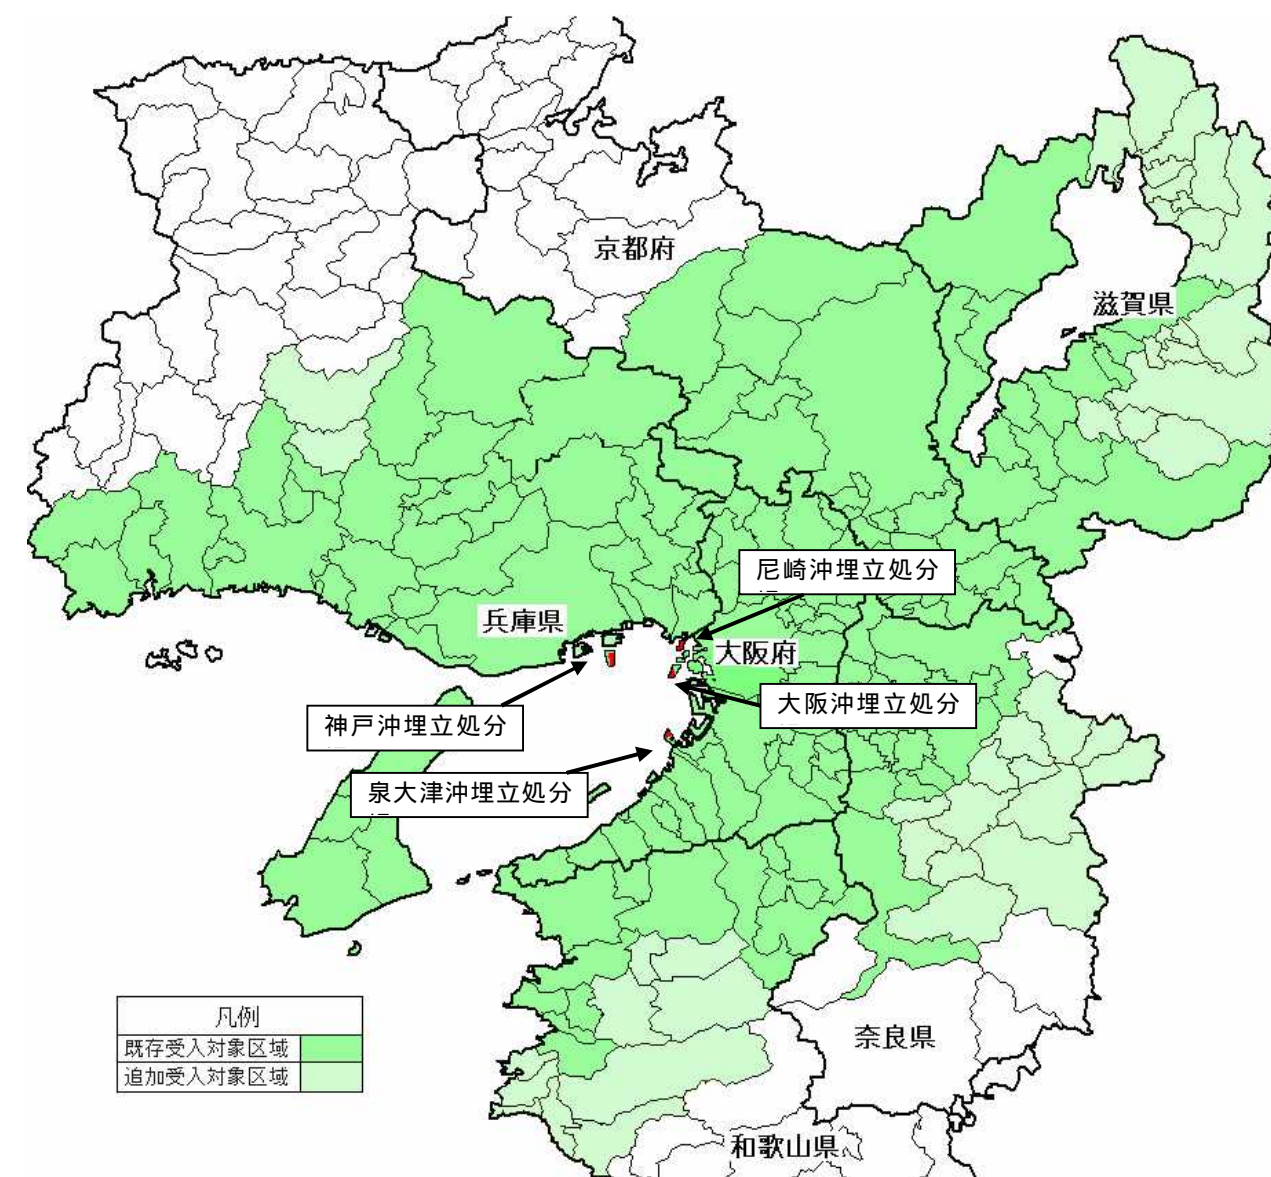 京都府
滋賀県
尼崎沖埋立処分
兵庫県
大阪府
大阪沖埋立処分
神戸沖埋立処分
泉大津沖埋立処分
凡例
既存受入対象区域
追加受入対象区域
奈良県
和歌山県